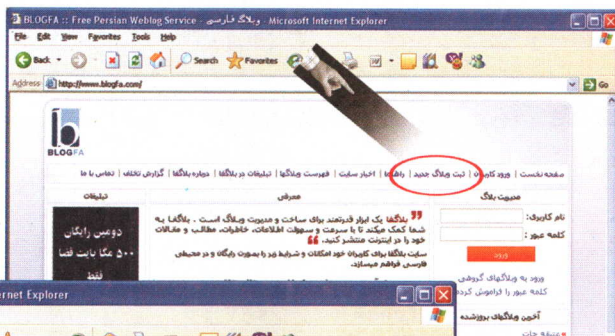 BLOGFA :: Free Persian Weblog Service - وبلاگ فارسی - Microsoft Internet Explorer
File Edit View Favorites Tools Help
Back Search Favorites
Address http://www.blogfa.com/ Go
BLOGFA
صفحه نخست | ورود کاربران | ثبت وبلاگ جدید | راهنما | اخبار سایت | فهرست وبلاگها | تبلیغات در بلاگفا | درباره بلاگفا | گزارش تخلف | تماس با ما
مدیریت بلاگ
نام کاربری:
کلمه عبور :
ورود
ورود به وبلاگهای گروهی
کلمه عبور را فراموش کرده
آخرین وبلاگهای بروزشده
معرفی
بلاگفا یک ابزار قدرتمند برای ساخت و مدیریت وبلاگ است . بلاگفا به
شما کمک میکند تا با سرعت و سهولت اطلاعات، خاطرات، مطالب و مقالات
خود را در اینترنت منتشر کنید.
سایت بلاگفا برای کاربران خود امکانات و شرایط زیر را بصورت رایگان و در محیطی
فارسی فراهم میسازد.
تبلیغات
دومین رایگان
۵۰۰ مگا بایت فضا
فقط
ernet Explorer